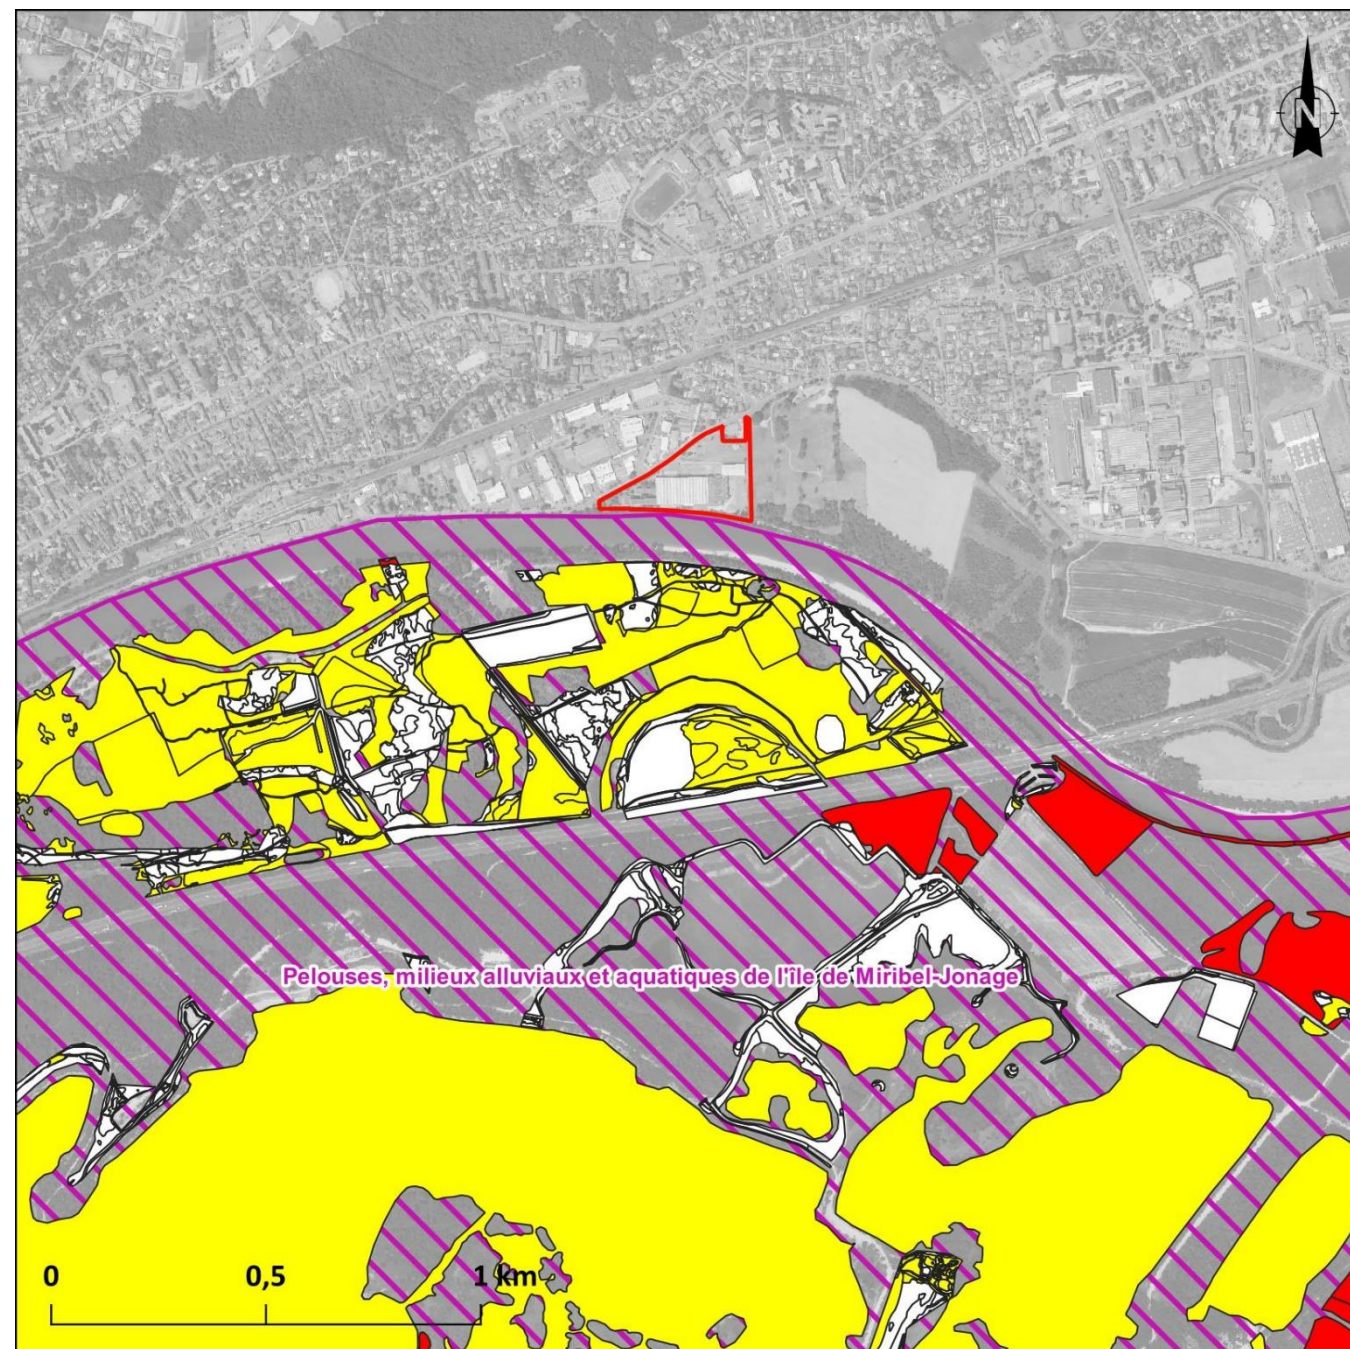 N
Pelouses, milieux alluviaux et aquatiques de l'île de Miribel-Jonage
0 0,5 1 km